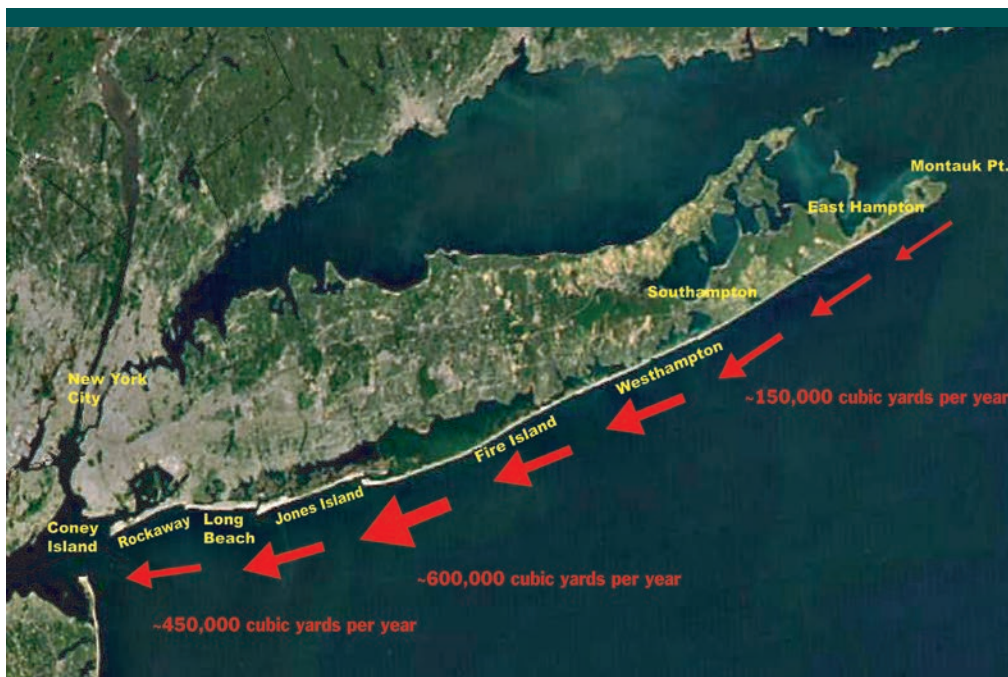 Montauk Pt.
East Hampton
Southampton
Westhampton
~150,000 cubic yards per year
New York
City
Fire Island
Jones Island
Long
Beach
Rockaway
Coney
Island
~600,000 cubic yards per year
~450,000 cubic yards per year